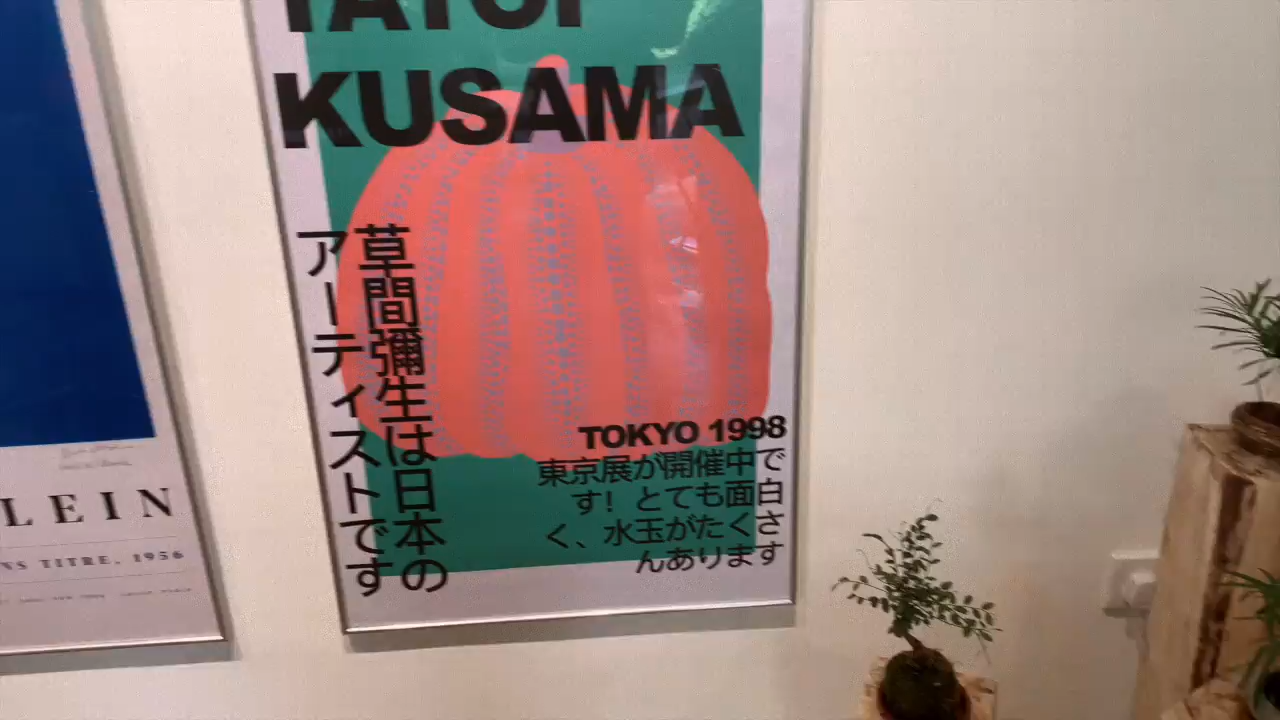 KUSAMA
草間彌生は日本の
アーティストです
TOKYO 1998
東京展が開催中で
す！とても面白
く、水玉がたくさ
んあります
LEIN
NS TITRE, 1956